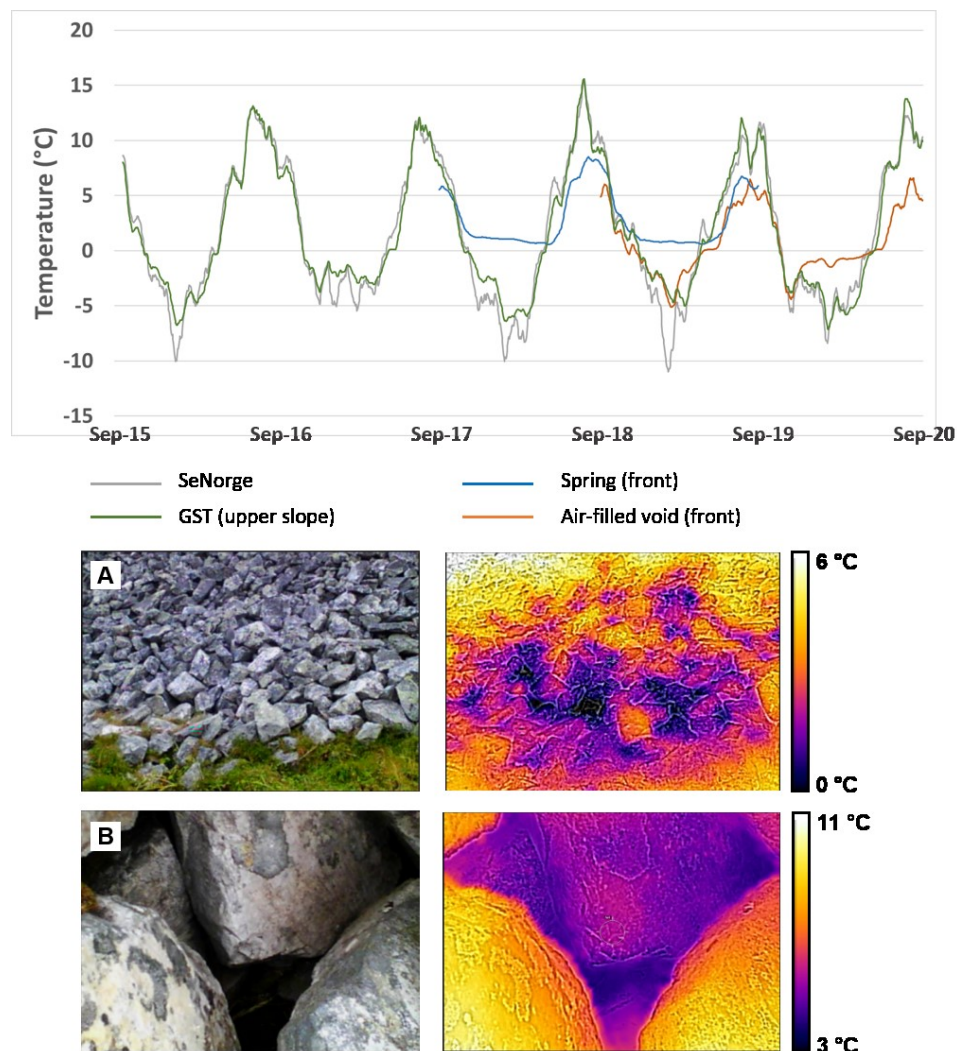 20
15
10
5
0
-5
-10
-15
Temperature (°C)
Sep-15 Sep-16 Sep-17 Sep-18 Sep-19 Sep-20
SeNorge Spring (front)
GST (upper slope) Air-filled void (front)
A 6 °C
0 °C
B 11 °C
3 °C